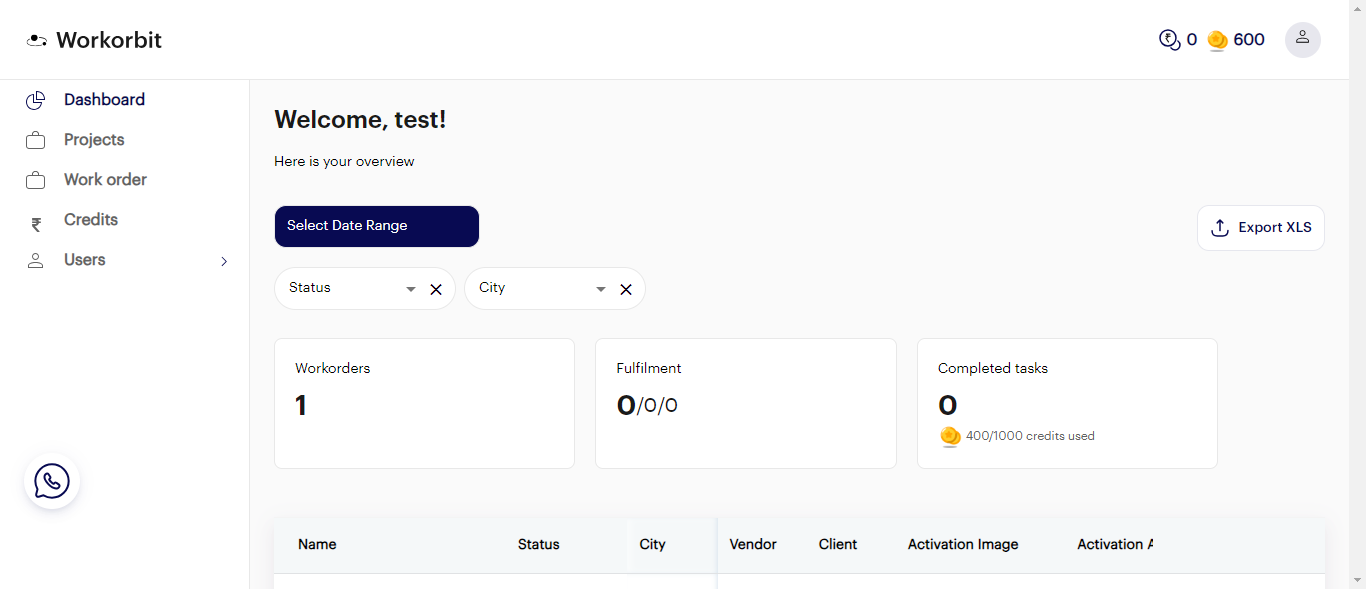 Workorbit
0 600
Dashboard
Projects
Work order
₹ Credits
Users
Welcome, test!
Here is your overview
Select Date Range
Export XLS
Status
City
Workorders
1
Fulfilment
0/0/0
Completed tasks
0
400/1000 credits used
Name Status City Vendor Client Activation Image Activation A